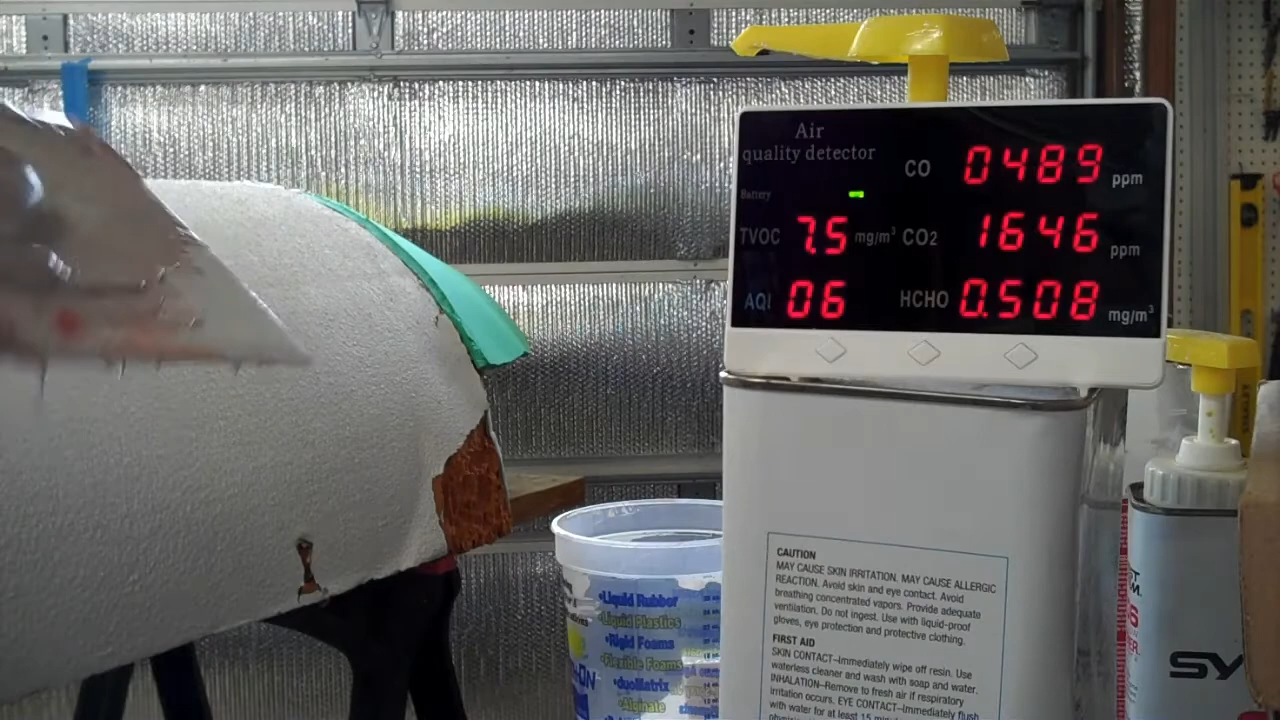 Air
quality detector
Battery
CO 0489 ppm
TVOC 7.5 mg/m³ CO2 1646 ppm
AQI 06 HCHO 0.508 mg/m³
CAUTION
MAY CAUSE SKIN IRRITATION. MAY CAUSE ALLERGIC
REACTION. Avoid skin and eye contact. Avoid
breathing concentrated vapors. Provide adequate
ventilation. Do not ingest. Use with liquid-proof
gloves, eye protection and protective clothing.
FIRST AID
SKIN CONTACT—Immediately wipe off resin. Use
waterless cleaner and wash with soap and water.
INHALATION—Remove to fresh air if respiratory
irritation occurs. EYE CONTACT—Immediately flush
with water for at least 15
•Liquid Rubber
•Liquid Plastics
•Rigid Foams
•Flexible Foams
•duoMatrix
•Alginate
SY